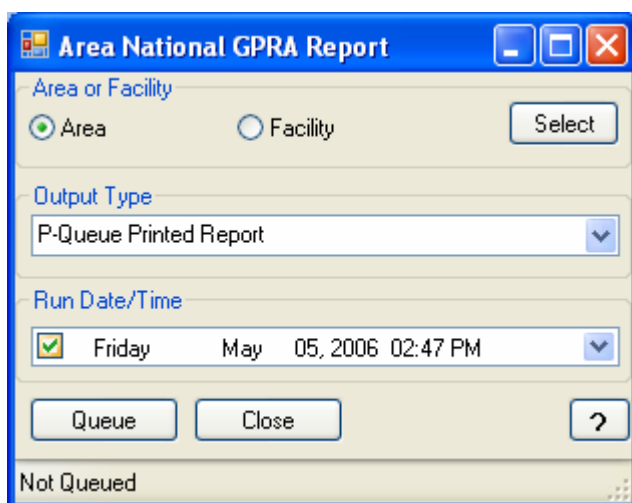 Area National GPRA Report
Area or Facility
Area Facility Select
Output Type
P-Queue Printed Report
Run Date/Time
Friday May 05, 2006 02:47 PM
Queue Close ?
Not Queued